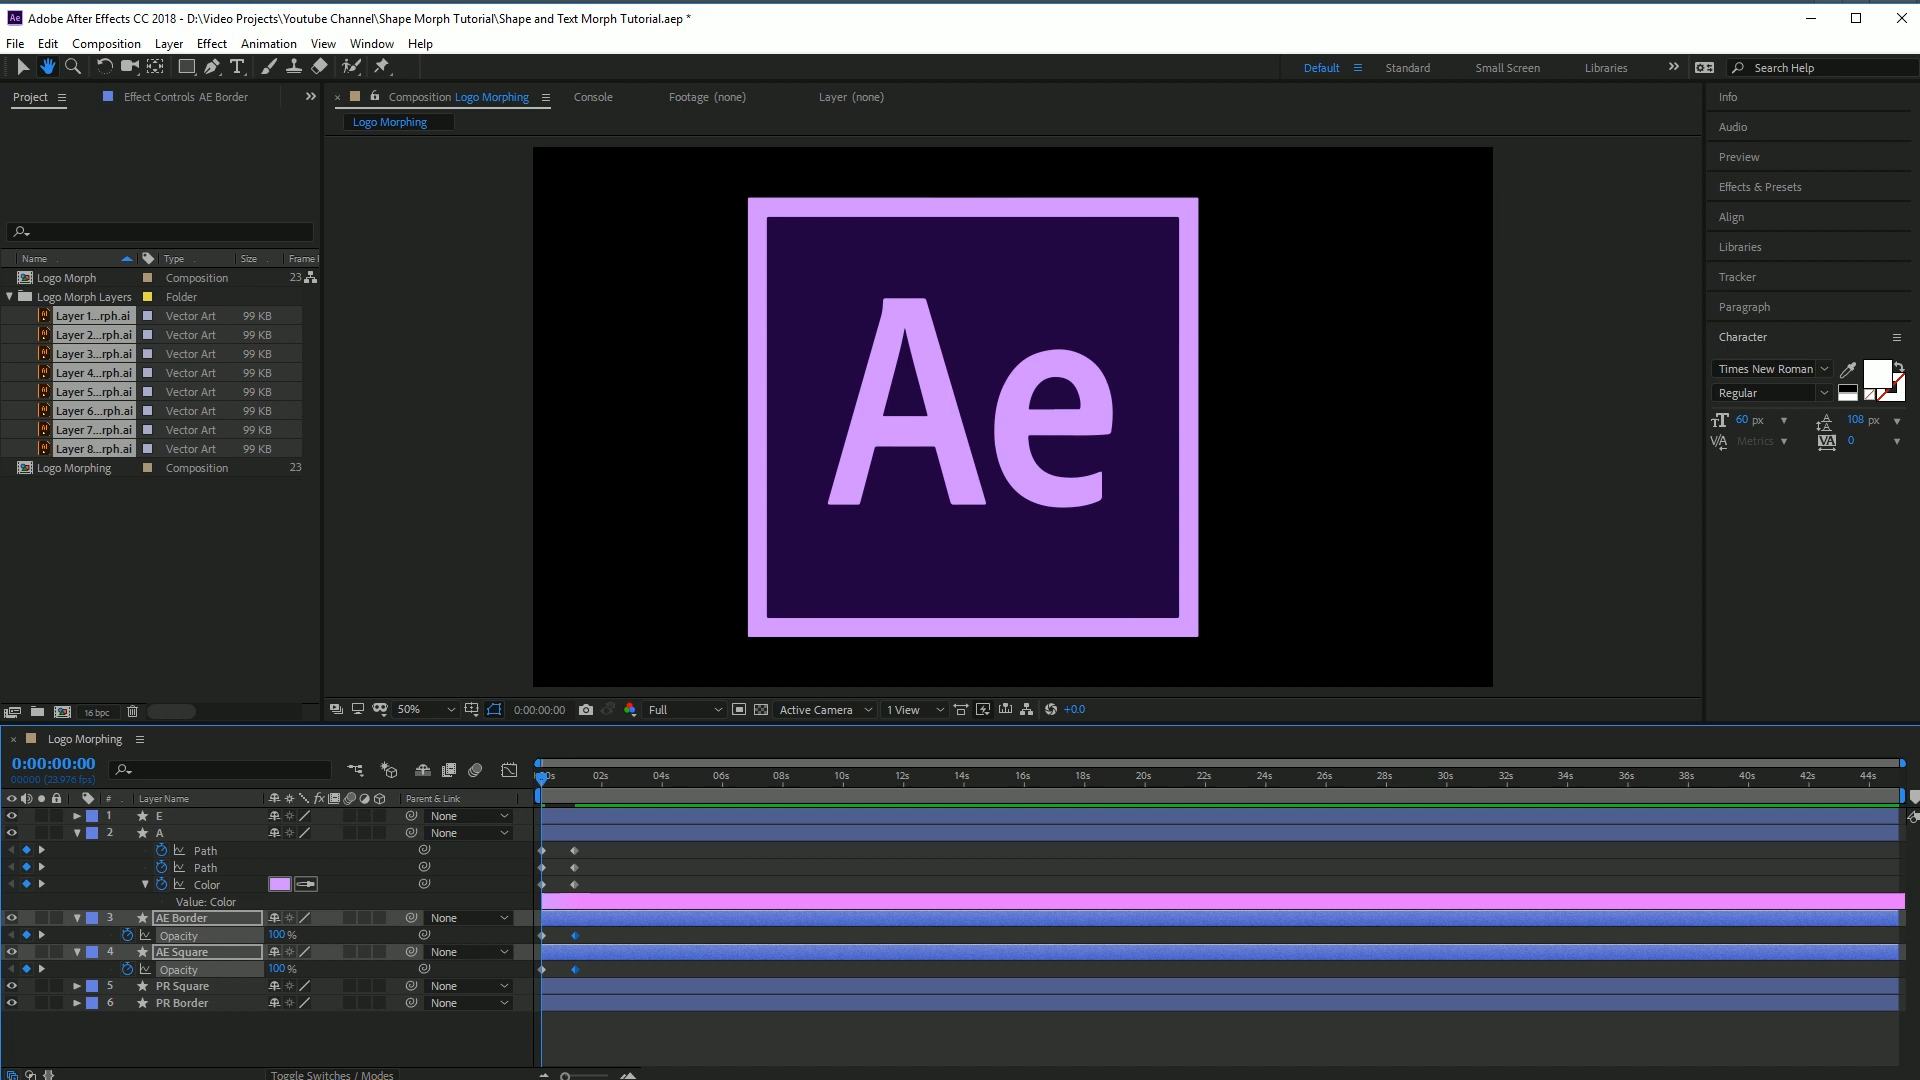 Adobe After Effects CC 2018 - D:\Video Projects\Youtube Channel\Shape Morph Tutorial\Shape and Text Morph Tutorial.aep *
File Edit Composition Layer Effect Animation View Window Help
Default Standard Small Screen Libraries Search Help
Project Effect Controls AE Border
Composition Logo Morphing Console Footage (none) Layer (none)
Logo Morphing
Name Type Size Frame
Logo Morph Composition 23
Logo Morph Layers Folder
Layer 1...rph.ai Vector Art 99 KB
Layer 2...rph.ai Vector Art 99 KB
Layer 3...rph.ai Vector Art 99 KB
Layer 4...rph.ai Vector Art 99 KB
Layer 5...rph.ai Vector Art 99 KB
Layer 6...rph.ai Vector Art 99 KB
Layer 7...rph.ai Vector Art 99 KB
Layer 8...rph.ai Vector Art 99 KB
Logo Morphing Composition 23
16 bpc
Ae
50% 0:00:00:00 Full Active Camera 1 View +0.0
Info
Audio
Preview
Effects & Presets
Align
Libraries
Tracker
Paragraph
Character
Times New Roman
Regular
60 px 108 px
Metrics 0
Logo Morphing
0:00:00:00
00000 (23.976 fps)
# Layer Name fx Parent & Link
02s 04s 06s 08s 10s 12s 14s 16s 18s 20s 22s 24s 26s 28s 30s 32s 34s 36s 38s 40s 42s 44s
1 E None
2 A None
Path
Path
Color
Value: Color
3 AE Border None
Opacity 100 %
4 AE Square None
Opacity 100 %
5 PR Square None
6 PR Border None
Toggle Switches / Modes